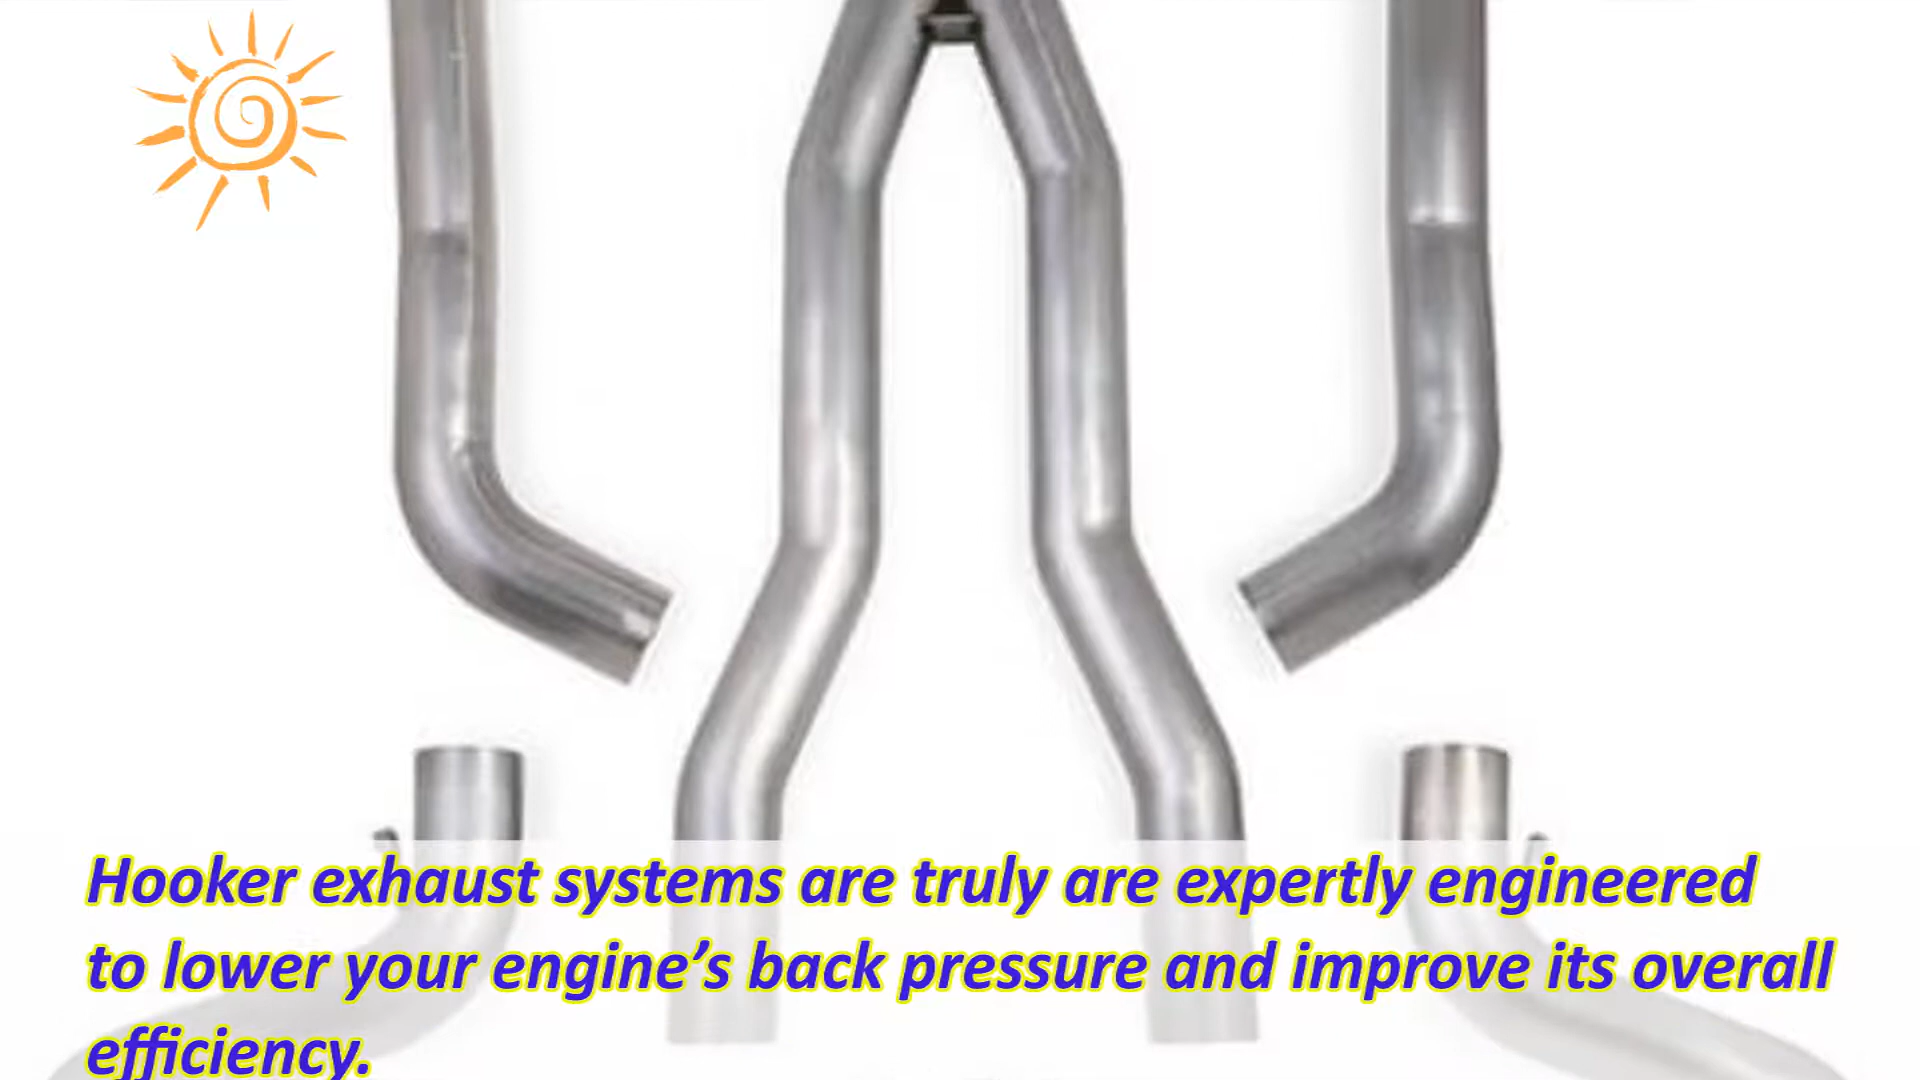 Hooker exhaust systems are truly are expertly engineered
to lower your engine’s back pressure and improve its overall
efficiency.